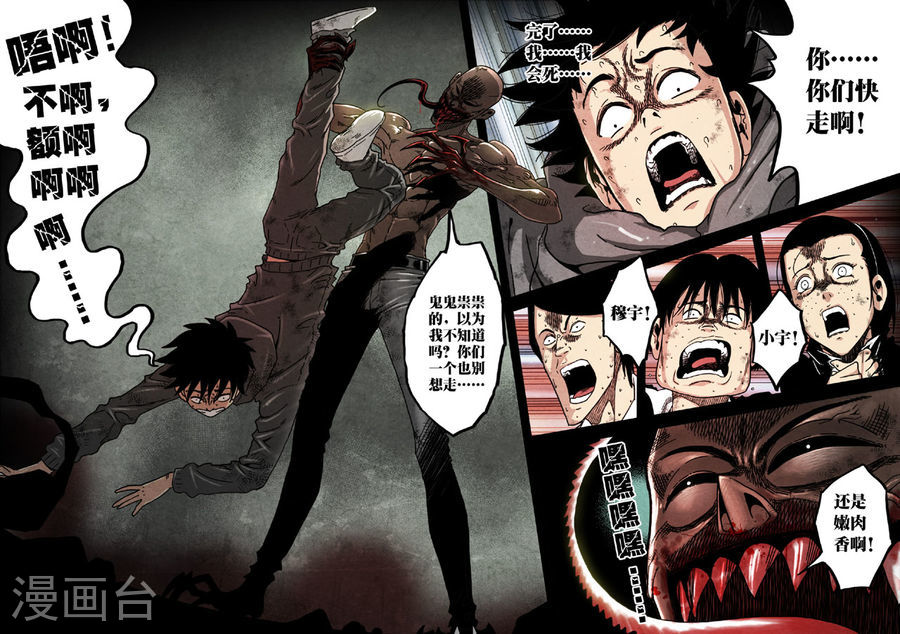 唔啊！
不啊，
额啊
啊啊
啊……
鬼鬼祟祟
的，以为
我不知道
吗？你们
一个也别
想走……
完了……
我……我
会死……
你……
你们快
走啊！
穆宇！
小宇！
嘿嘿嘿嘿……
还是
嫩肉
香啊！
漫画台